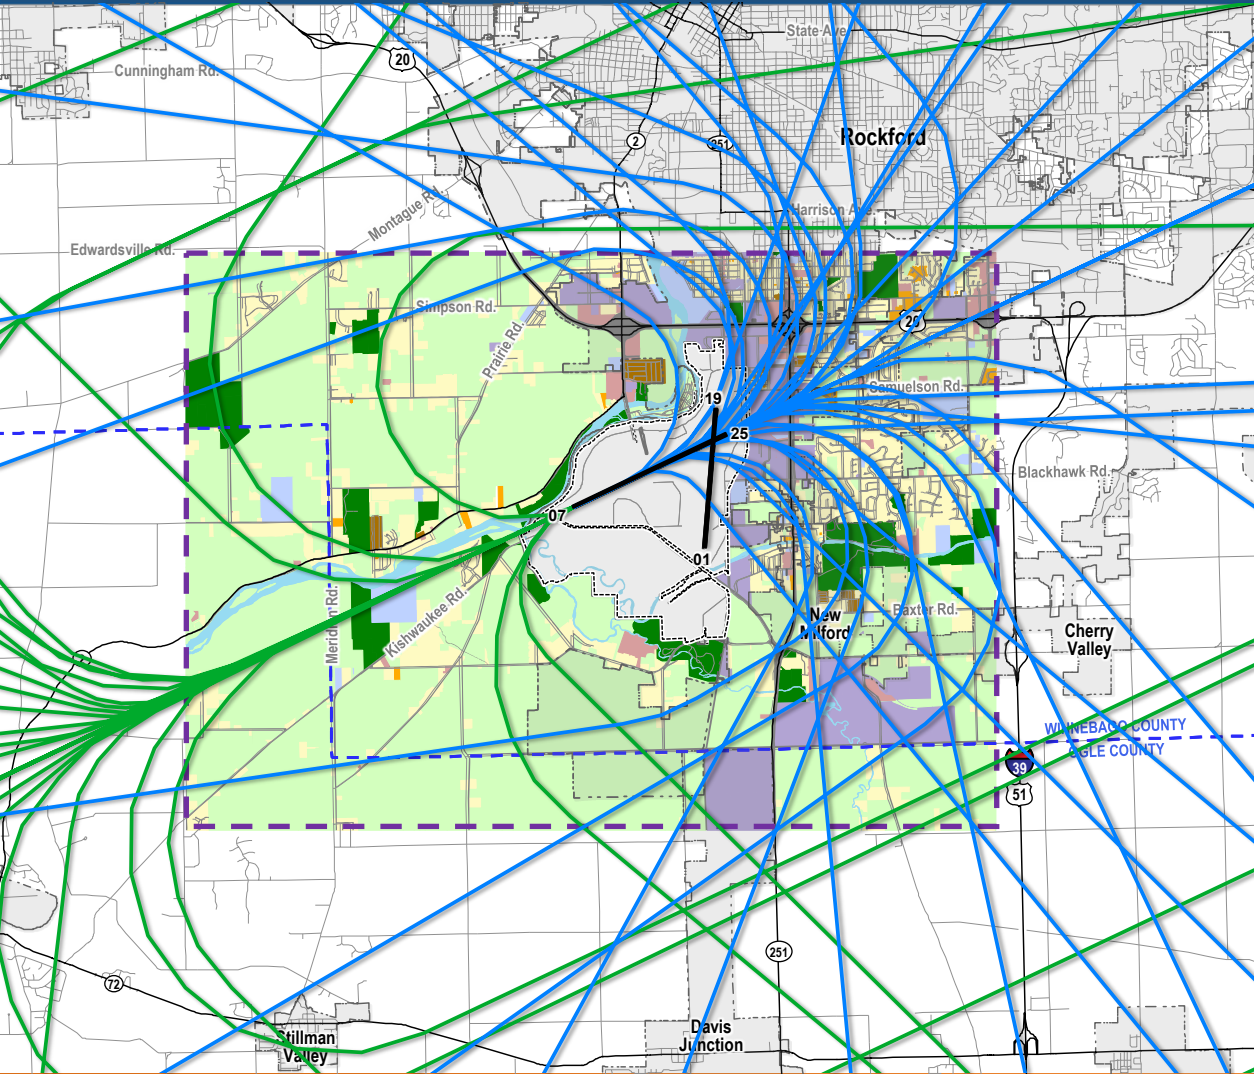 State Ave.
20
Cunningham Rd.
2
251
Rockford
Montague Rd.
Harrison Ave.
Edwardsville Rd.
Simpson Rd.
20
Prairie Rd.
Samuelson Rd.
19
25
Blackhawk Rd.
07
01
Meridian Rd.
Kishwaukee Rd.
Baxter Rd.
New
Milford
Cherry
Valley
2
WINNEBAGO COUNTY
OGLE COUNTY
39
51
251
72
Stillman
Valley
Davis
Junction